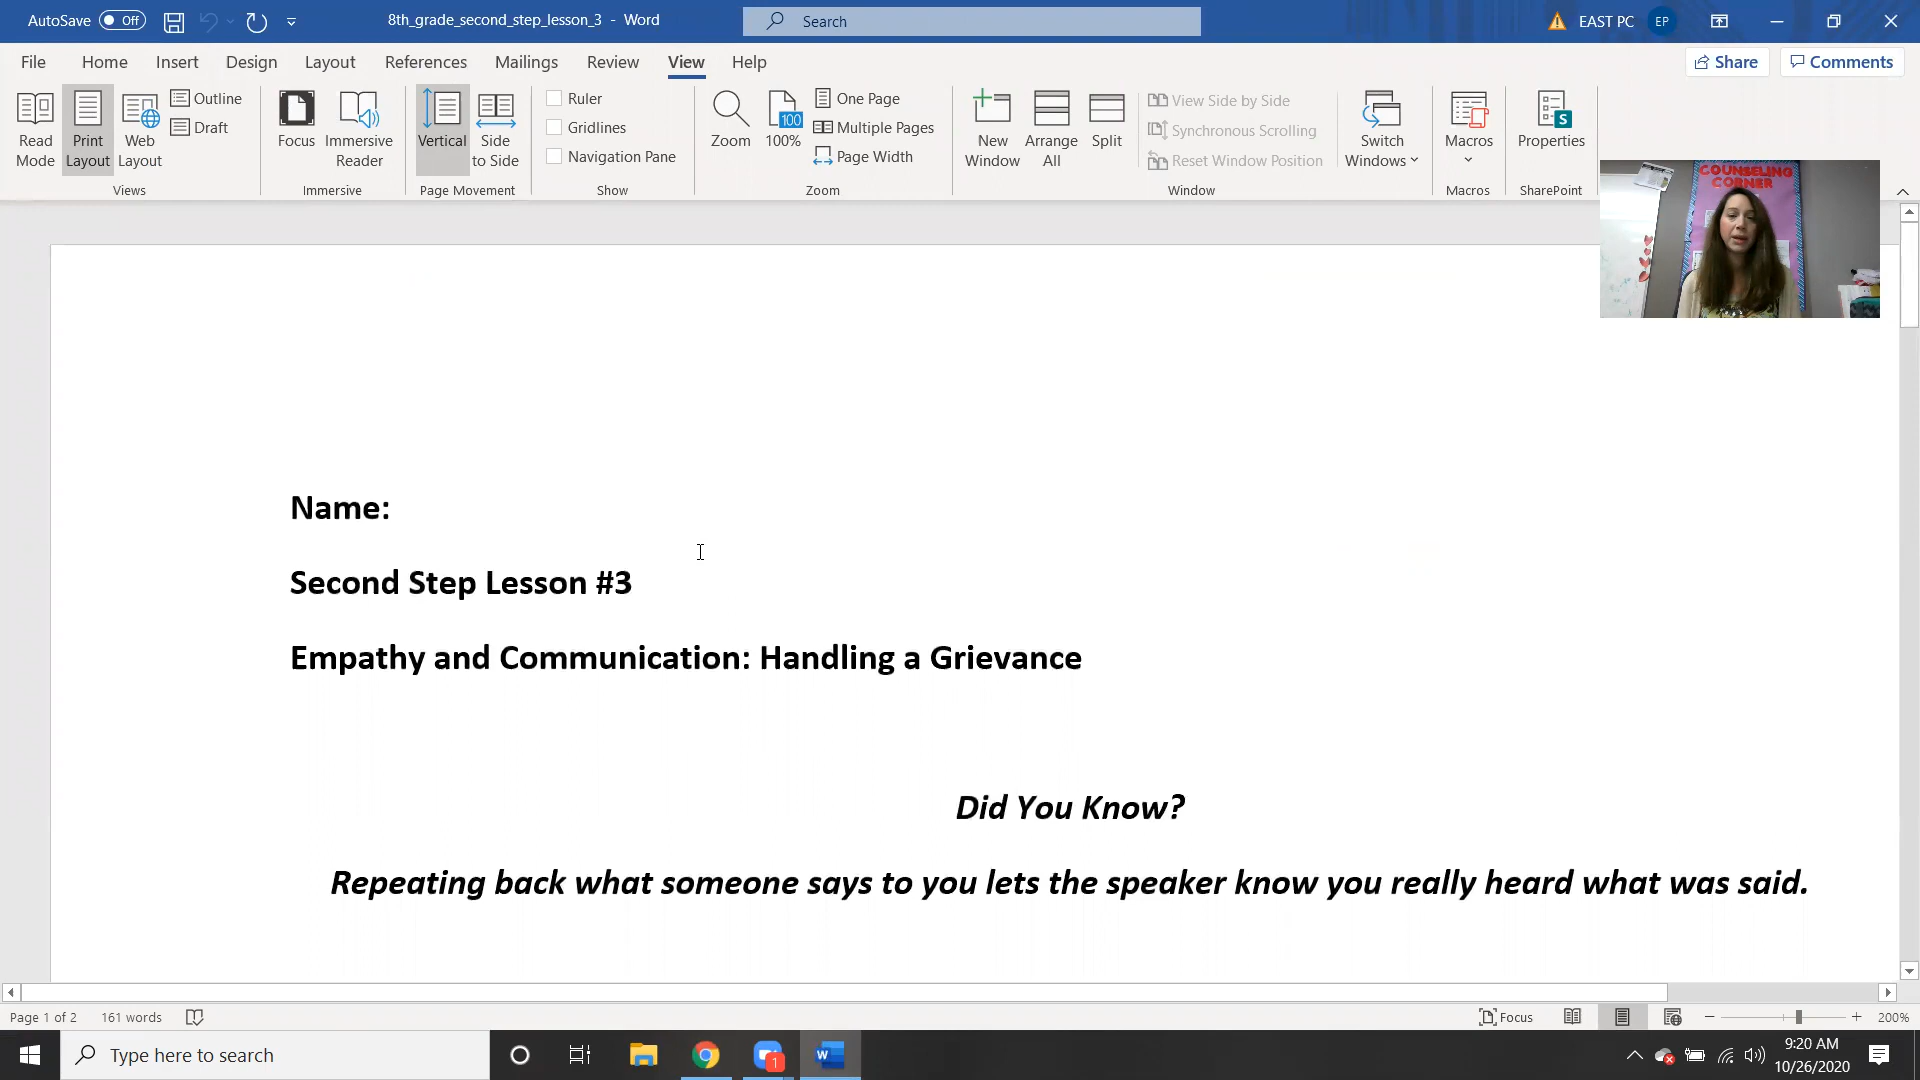 AutoSave Off 8th_grade_second_step_lesson_3 - Word Search EAST PC EP
File Home Insert Design Layout References Mailings Review View Help Share Comments
Read Mode
Print Layout
Web Layout
Outline
Draft
Views
Focus
Immersive Reader
Immersive
Vertical
Side to Side
Page Movement
Ruler
Gridlines
Navigation Pane
Show
Zoom
100
100%
One Page
Multiple Pages
Page Width
Zoom
New Window
Arrange All
Split
View Side by Side
Synchronous Scrolling
Reset Window Position
Switch Windows
Window
Macros
Macros
S
Properties
SharePoint
COUNSELING
CORNER
Name:
Second Step Lesson #3
Empathy and Communication: Handling a Grievance
Did You Know?
Repeating back what someone says to you lets the speaker know you really heard what was said.
Page 1 of 2 161 words Focus 200%
Type here to search 1 W 9:20 AM
10/26/2020